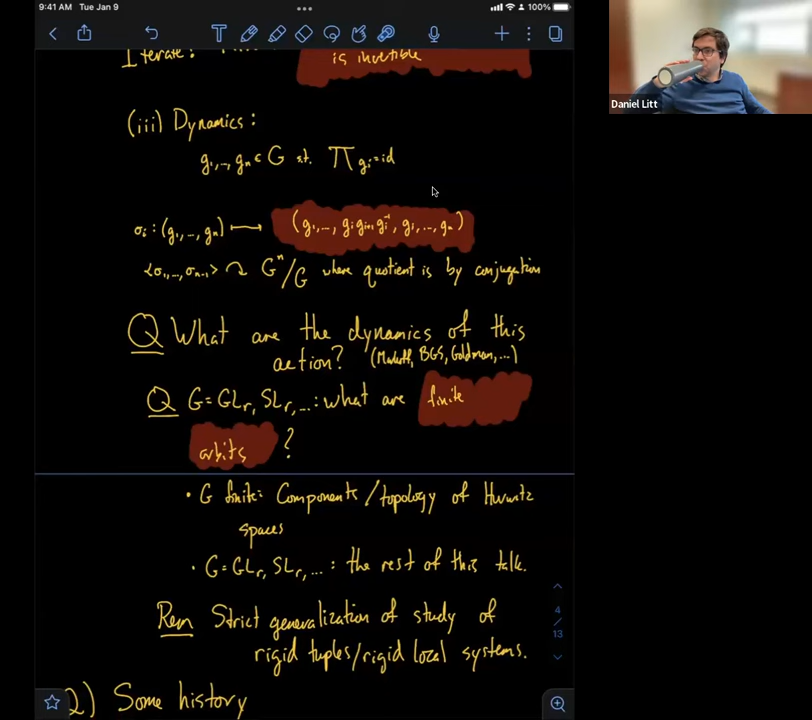 9:41 AM Tue Jan 9
100%
Iterate:
is invertible
(iii) Dynamics:
g₁,..,gₙ ∈ G s.t. ∏ gᵢ = id
σᵢ : (g₁,..,gₙ) ⟼ (g₁,.., gᵢgᵢ₊₁gᵢ⁻¹, gᵢ,..., gₙ)
<σ₁,...,σₙ₋₁> ↷ Gⁿ/G where quotient is by conjugation
Q What are the dynamics of this
action? (Markoff, BGS, Goldman,...)
Q G=GLᵣ, SLᵣ,...: what are finite
orbits ?
• G finite: Components/topology of Hurwitz
spaces
• G=GLᵣ, SLᵣ,... : the rest of this talk.
Rem Strict generalization of study of
rigid tuples/rigid local systems.
2) Some history
4
/
13
Daniel Litt